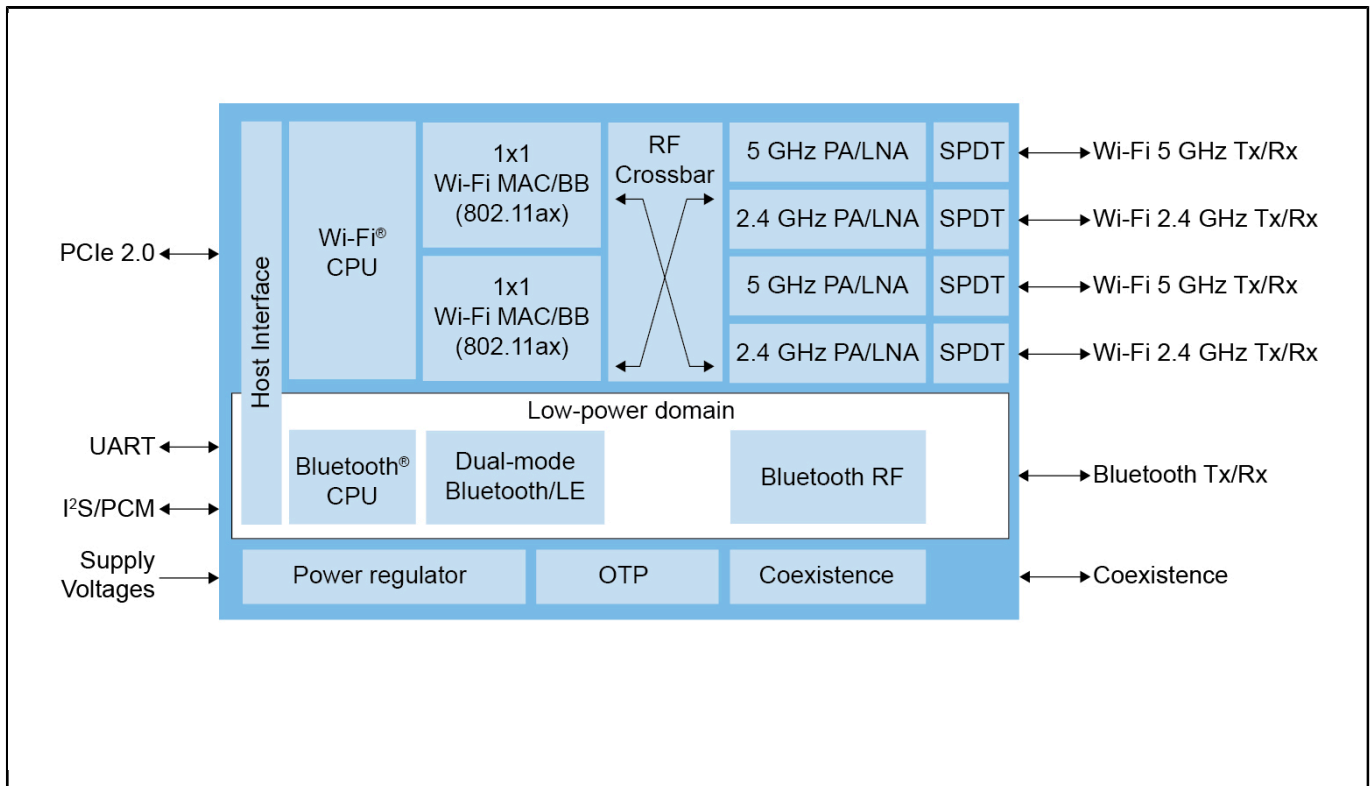 PCIe 2.0
UART
I²S/PCM
Supply
Voltages
Host Interface
Wi-Fi®
CPU
1x1
Wi-Fi MAC/BB
(802.11ax)
1x1
Wi-Fi MAC/BB
(802.11ax)
RF
Crossbar
5 GHz PA/LNA
SPDT
Wi-Fi 5 GHz Tx/Rx
2.4 GHz PA/LNA
SPDT
Wi-Fi 2.4 GHz Tx/Rx
5 GHz PA/LNA
SPDT
Wi-Fi 5 GHz Tx/Rx
2.4 GHz PA/LNA
SPDT
Wi-Fi 2.4 GHz Tx/Rx
Low-power domain
Bluetooth®
CPU
Dual-mode
Bluetooth/LE
Bluetooth RF
Bluetooth Tx/Rx
Power regulator
OTP
Coexistence
Coexistence